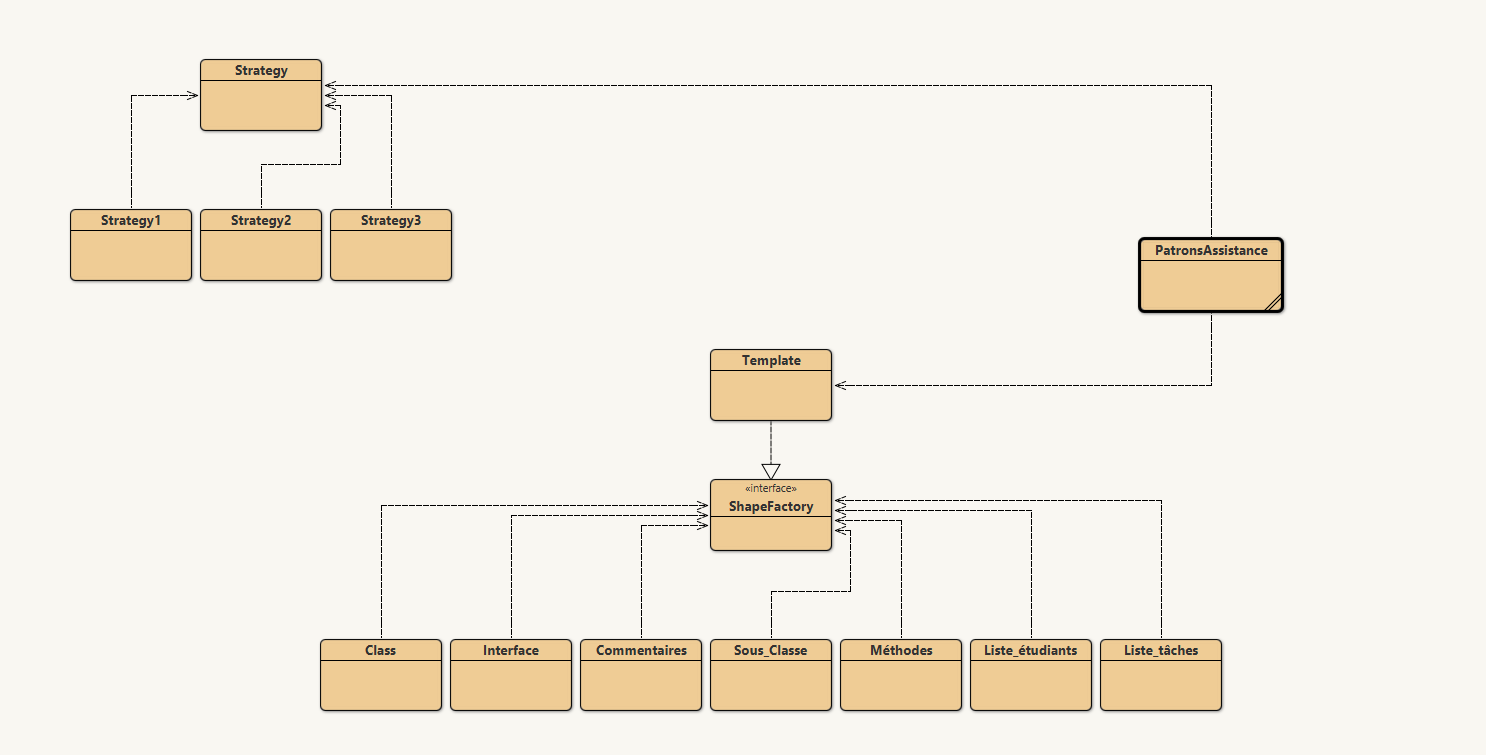 Strategy
Strategy1
Strategy2
Strategy3
PatronsAssistance
Template
«interface»
ShapeFactory
Class
Interface
Commentaires
Sous_Classe
Méthodes
Liste_étudiants
Liste_tâches